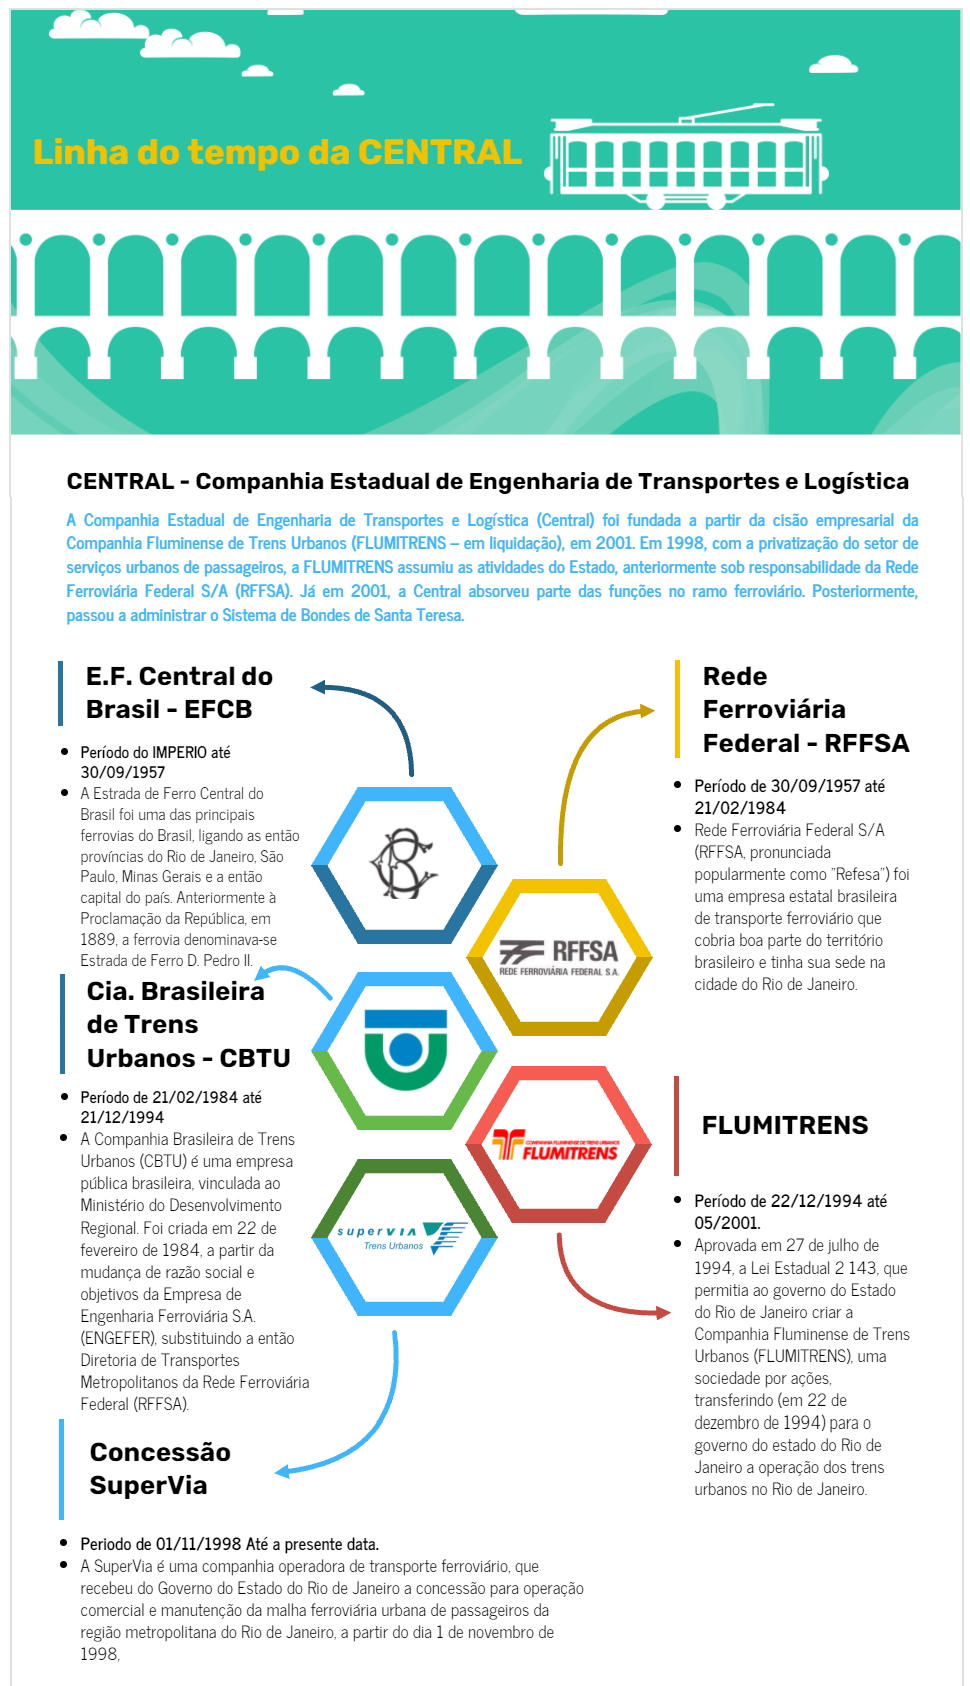 Linha do tempo da CENTRAL
CENTRAL - Companhia Estadual de Engenharia de Transportes e Logística
A Companhia Estadual de Engenharia de Transportes e Logística (Central) foi fundada a partir da cisão empresarial da
Companhia Fluminense de Trens Urbanos (FLUMITRENS – em liquidação), em 2001. Em 1998, com a privatização do setor de
serviços urbanos de passageiros, a FLUMITRENS assumiu as atividades do Estado, anteriormente sob responsabilidade da Rede
Ferroviária Federal S/A (RFFSA). Já em 2001, a Central absorveu parte das funções no ramo ferroviário. Posteriormente,
passou a administrar o Sistema de Bondes de Santa Teresa.
E.F. Central do
Brasil - EFCB
• Período do IMPERIO até
30/09/1957
• A Estrada de Ferro Central do
Brasil foi uma das principais
ferrovias do Brasil, ligando as então
províncias do Rio de Janeiro, São
Paulo, Minas Gerais e a então
capital do país. Anteriormente à
Proclamação da República, em
1889, a ferrovia denominava-se
Estrada de Ferro D. Pedro II.
Rede
Ferroviária
Federal - RFFSA
• Período de 30/09/1957 até
21/02/1984
• Rede Ferroviária Federal S/A
(RFFSA, pronunciada
popularmente como "Refesa") foi
uma empresa estatal brasileira
de transporte ferroviário que
cobria boa parte do território
brasileiro e tinha sua sede na
cidade do Rio de Janeiro.
RFFSA
REDE FERROVIÁRIA FEDERAL S.A.
Cia. Brasileira
de Trens
Urbanos - CBTU
• Período de 21/02/1984 até
21/12/1994
• A Companhia Brasileira de Trens
Urbanos (CBTU) é uma empresa
pública brasileira, vinculada ao
Ministério do Desenvolvimento
Regional. Foi criada em 22 de
fevereiro de 1984, a partir da
mudança de razão social e
objetivos da Empresa de
Engenharia Ferroviária S.A.
(ENGEFER), substituindo a então
Diretoria de Transportes
Metropolitanos da Rede Ferroviária
Federal (RFFSA).
COMPANHIA FLUMINENSE DE TRENS URBANOS
FLUMITRENS
FLUMITRENS
• Período de 22/12/1994 até
05/2001.
• Aprovada em 27 de julho de
1994, a Lei Estadual 2 143, que
permitia ao governo do Estado
do Rio de Janeiro criar a
Companhia Fluminense de Trens
Urbanos (FLUMITRENS), uma
sociedade por ações,
transferindo (em 22 de
dezembro de 1994) para o
governo do estado do Rio de
Janeiro a operação dos trens
urbanos no Rio de Janeiro.
superVIA
Trens Urbanos
Concessão
SuperVia
• Periodo de 01/11/1998 Até a presente data.
• A SuperVia é uma companhia operadora de transporte ferroviário, que
recebeu do Governo do Estado do Rio de Janeiro a concessão para operação
comercial e manutenção da malha ferroviária urbana de passageiros da
região metropolitana do Rio de Janeiro, a partir do dia 1 de novembro de
1998,